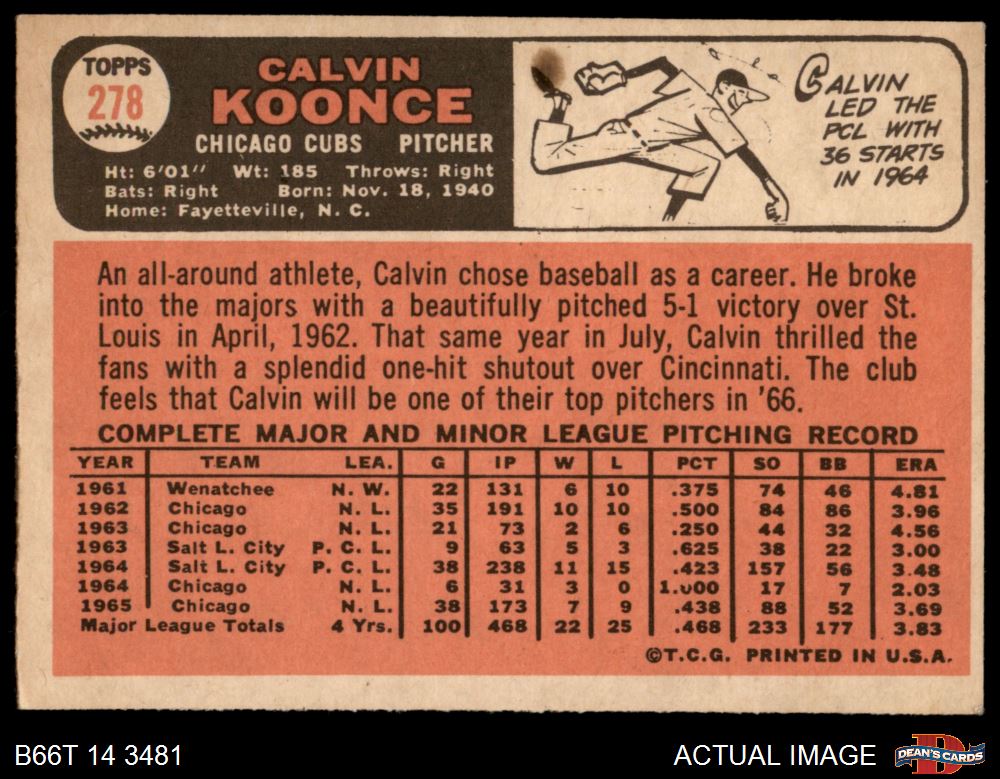 TOPPS
278
CALVIN
KOONCE
CHICAGO CUBS PITCHER
Ht: 6'01" Wt: 185 Throws: Right
Bats: Right Born: Nov. 18, 1940
Home: Fayetteville, N. C.
CALVIN
LED THE
PCL WITH
36 STARTS
IN 1964
An all-around athlete, Calvin chose baseball as a career. He broke
into the majors with a beautifully pitched 5-1 victory over St.
Louis in April, 1962. That same year in July, Calvin thrilled the
fans with a splendid one-hit shutout over Cincinnati. The club
feels that Calvin will be one of their top pitchers in '66.
COMPLETE MAJOR AND MINOR LEAGUE PITCHING RECORD
YEAR TEAM LEA. G IP W L PCT SO BB ERA
1961 Wenatchee N. W. 22 131 6 10 .375 74 46 4.81
1962 Chicago N. L. 35 191 10 10 .500 84 86 3.96
1963 Chicago N. L. 21 73 2 6 .250 44 32 4.56
1963 Salt L. City P. C. L. 9 63 5 3 .625 38 22 3.00
1964 Salt L. City P. C. L. 38 238 11 15 .423 157 56 3.48
1964 Chicago N. L. 6 31 3 0 1.000 17 7 2.03
1965 Chicago N. L. 38 173 7 9 .438 88 52 3.69
Major League Totals 4 Yrs. 100 468 22 25 .468 233 177 3.83
©T.C.G. PRINTED IN U.S.A.
B66T 14 3481
ACTUAL IMAGE
DEAN'S CARDS